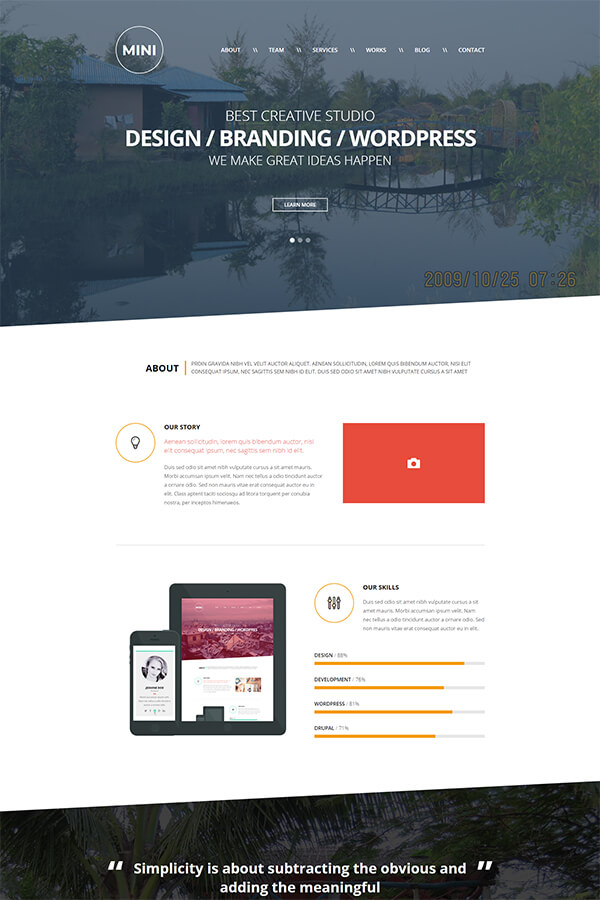 MINI
ABOUT \\ TEAM \\ SERVICES \\ WORKS \\ BLOG \\ CONTACT
BEST CREATIVE STUDIO
DESIGN / BRANDING / WORDPRESS
WE MAKE GREAT IDEAS HAPPEN
LEARN MORE
2009/10/25 07:26
ABOUT
PROIN GRAVIDA NIBH VEL VELIT AUCTOR ALIQUET. AENEAN SOLLICITUDIN, LOREM QUIS BIBENDUM AUCTOR, NISI ELIT
CONSEQUAT IPSUM, NEC SAGITTIS SEM NIBH ID ELIT. DUIS SED ODIO SIT AMET NIBH VULPUTATE CURSUS A SIT AMET
OUR STORY
Aenean sollicitudin, lorem quis bibendum auctor, nisi
elit consequat ipsum, nec sagittis sem nibh id elit.
Duis sed odio sit amet nibh vulputate cursus a sit amet mauris.
Morbi accumsan ipsum velit. Nam nec tellus a odio tincidunt auctor
a ornare odio. Sed non mauris vitae erat consequat auctor eu in
elit. Class aptent taciti sociosqu ad litora torquent per conubia
nostra, per inceptos himenaeos.
OUR SKILLS
Duis sed odio sit amet nibh vulputate cursus a sit
amet mauris. Morbi accumsan ipsum velit. Nam
nec tellus a odio tincidunt auctor a ornare odio. Sed
non mauris vitae erat consequat auctor eu in elit.
DESIGN / BRANDING / WORDPRESS
DESIGN / 88%
DEVELOPMENT / 76%
WORDPRESS / 81%
DRUPAL / 71%
“ Simplicity is about subtracting the obvious and ”
adding the meaningful